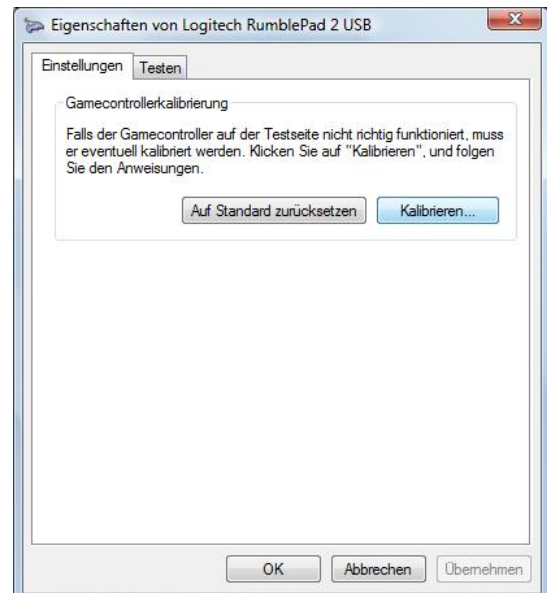 Eigenschaften von Logitech RumblePad 2 USB
Einstellungen Testen
Gamecontrollerkalibrierung
Falls der Gamecontroller auf der Testseite nicht richtig funktioniert, muss
er eventuell kalibriert werden. Klicken Sie auf "Kalibrieren", und folgen
Sie den Anweisungen.
Auf Standard zurücksetzen Kalibrieren...
OK Abbrechen Übernehmen